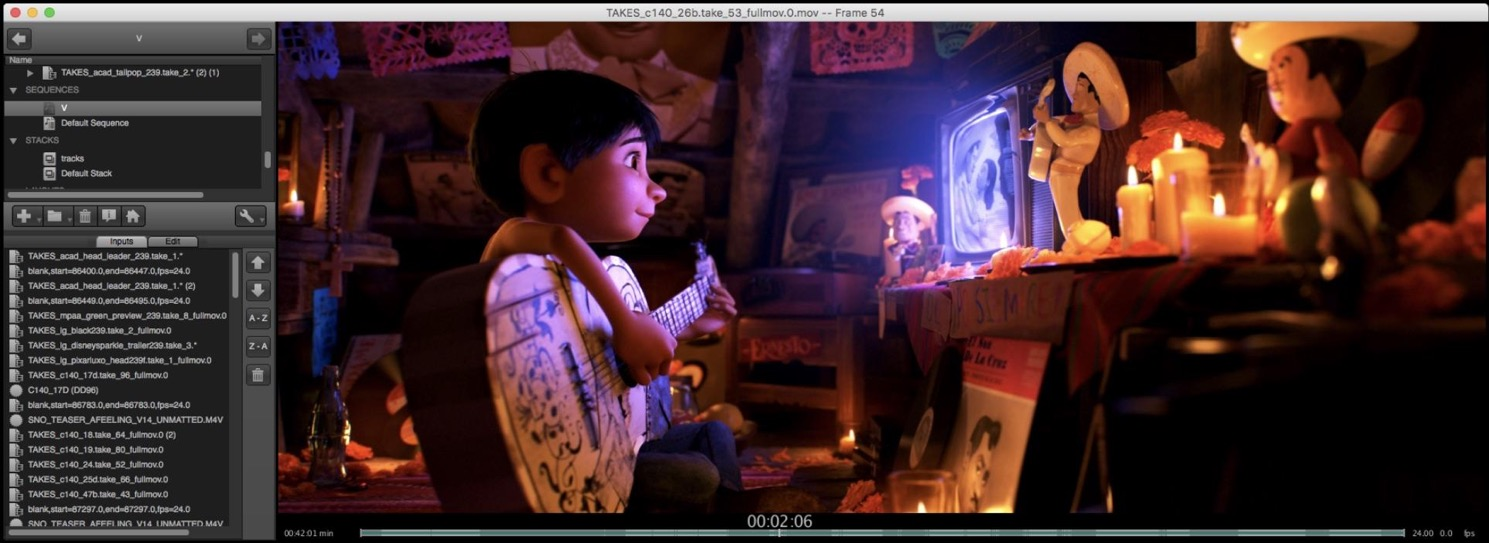 TAKES_c140_26b.take_53_fullmov.0.mov -- Frame 54
V
Name
TAKES_acad_tailpop_239.take_2.* (2) (1)
SEQUENCES
V
Default Sequence
STACKS
tracks
Default Stack
Inputs
Edit
TAKES_acad_head_leader_239.take_1.*
blank,start=86400.0,end=86447.0,fps=24.0
TAKES_acad_head_leader_239.take_1.* (2)
blank,start=86449.0,end=86495.0,fps=24.0
TAKES_mpaa_green_preview_239.take_8_fullmov.0
TAKES_lg_black239.take_2_fullmov.0
TAKES_lg_disneysparkle_trailer239.take_3.*
TAKES_lg_pixarluxo_head239f.take_1_fullmov.0
TAKES_c140_17d.take_96_fullmov.0
C140_17D (DD96)
blank,start=86783.0,end=86783.0,fps=24.0
SNO_TEASER_AFEELING_V14_UNMATTED.M4V
TAKES_c140_18.take_64_fullmov.0 (2)
TAKES_c140_19.take_80_fullmov.0
TAKES_c140_24.take_52_fullmov.0
TAKES_c140_25d.take_66_fullmov.0
TAKES_c140_47b.take_43_fullmov.0
blank,start=87297.0,end=87297.0,fps=24.0
SNO_TEASER_AFEELING_V14_UNMATTED.M4V
A-Z
Z-A
ERNESTO
De La Cruz
00:02:06
00:42:01 min
24.00 0.0 fps